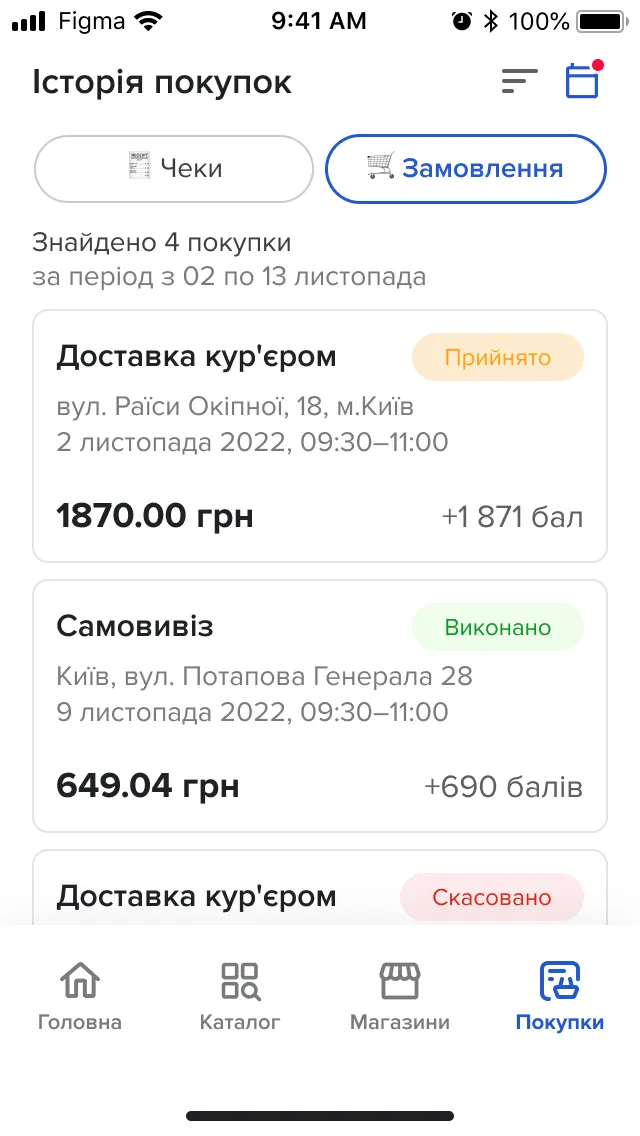 Figma 9:41 AM 100%
Історія покупок
Чеки Замовлення
Знайдено 4 покупки
за період з 02 по 13 листопада
Доставка кур'єром Прийнято
вул. Раїси Окіпної, 18, м.Київ
2 листопада 2022, 09:30–11:00
1870.00 грн +1 871 бал
Самовивіз Виконано
Київ, вул. Потапова Генерала 28
9 листопада 2022, 09:30–11:00
649.04 грн +690 балів
Доставка кур'єром Скасовано
Головна Каталог Магазини Покупки